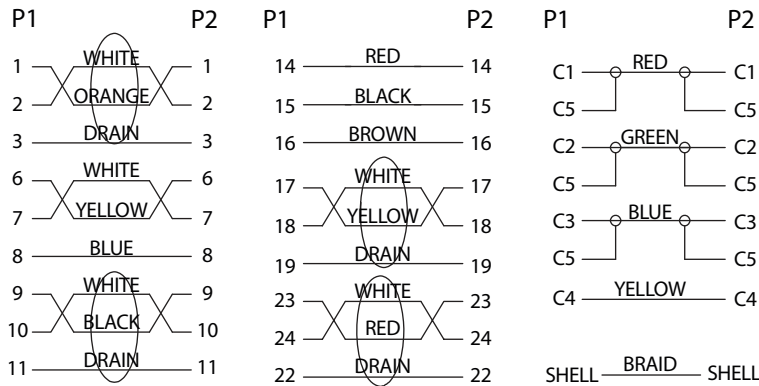 P1 P2
1 WHITE 1
2 ORANGE 2
3 DRAIN 3
6 WHITE 6
7 YELLOW 7
8 BLUE 8
9 WHITE 9
10 BLACK 10
11 DRAIN 11
P1 P2
14 RED 14
15 BLACK 15
16 BROWN 16
17 WHITE 17
18 YELLOW 18
19 DRAIN 19
23 WHITE 23
24 RED 24
22 DRAIN 22
P1 P2
C1 RED C1
C5 C5
C2 GREEN C2
C5 C5
C3 BLUE C3
C5 C5
C4 YELLOW C4
SHELL BRAID SHELL